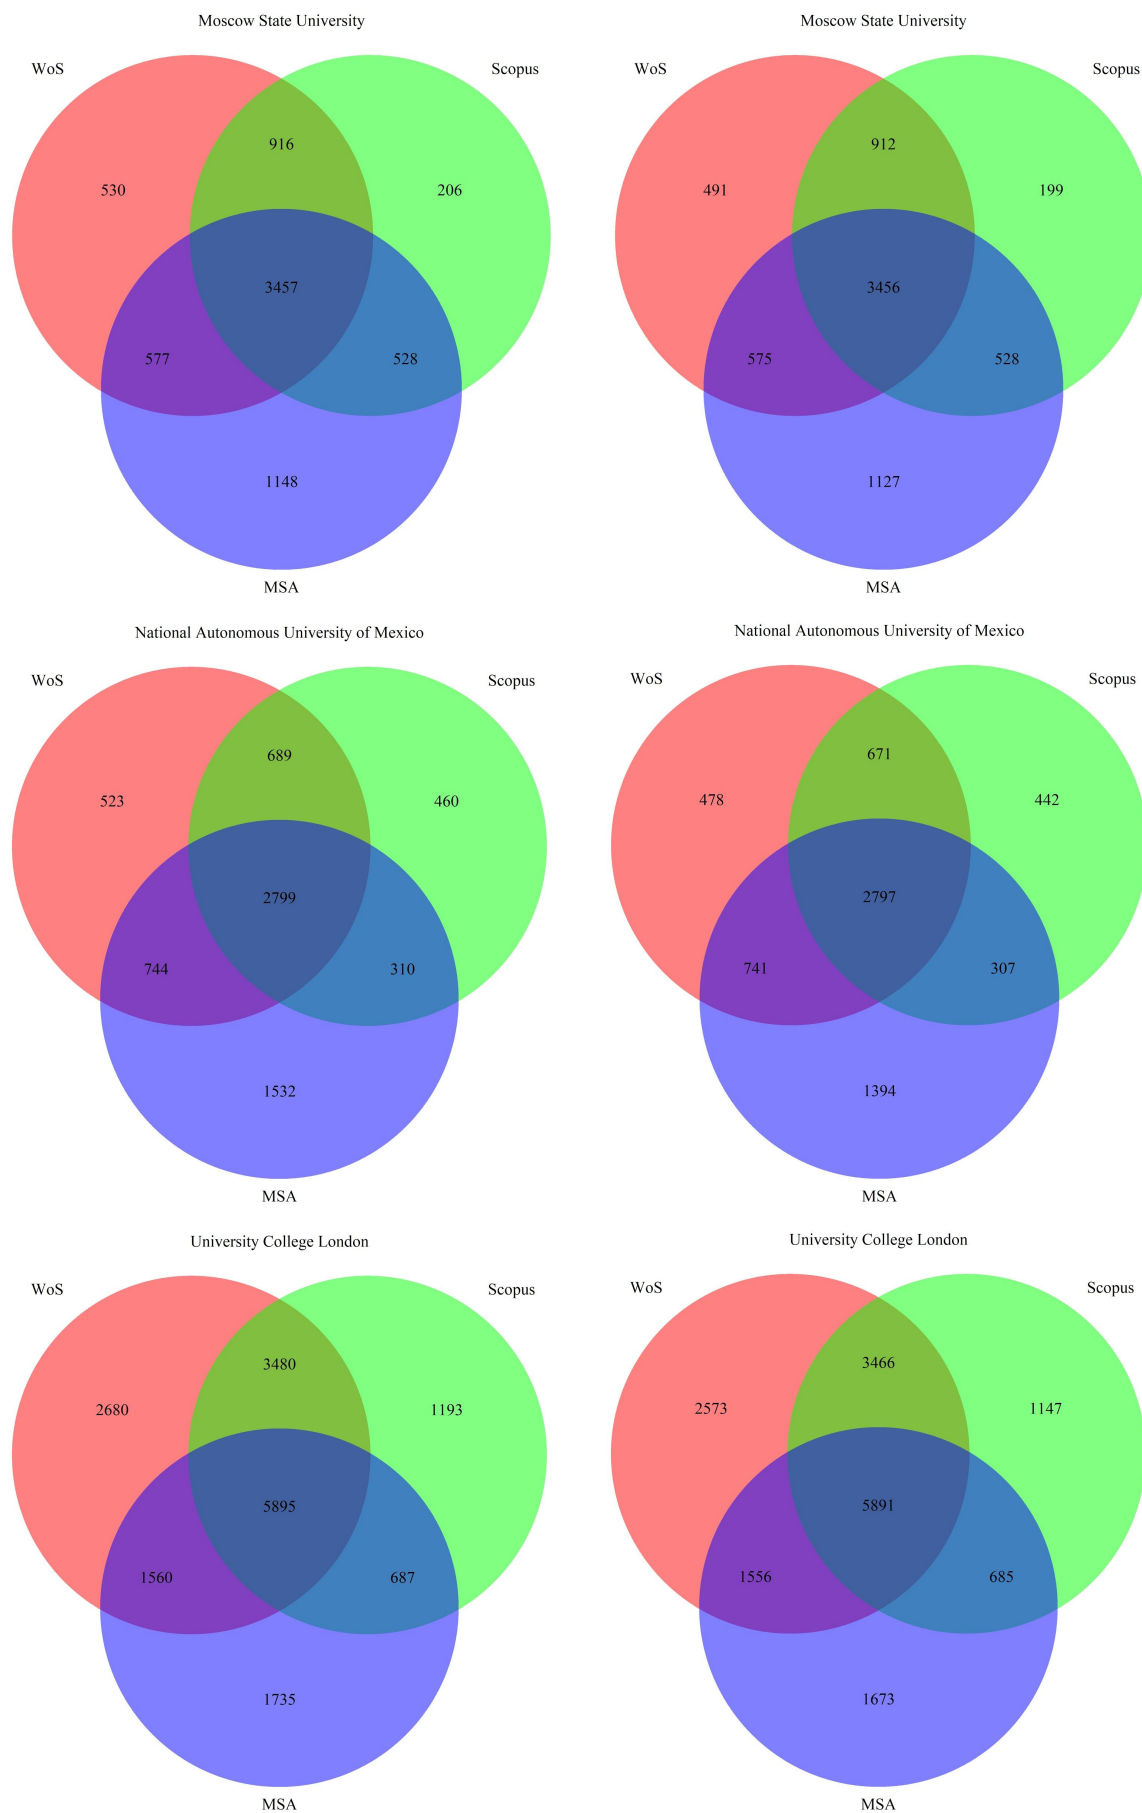 Moscow State University
WoS
Scopus
916
530
206
3457
577
528
1148
MSA
Moscow State University
WoS
Scopus
912
491
199
3456
575
528
1127
MSA
National Autonomous University of Mexico
WoS
Scopus
689
523
460
2799
744
310
1532
MSA
National Autonomous University of Mexico
WoS
Scopus
671
478
442
2797
741
307
1394
MSA
University College London
WoS
Scopus
3480
2680
1193
5895
1560
687
1735
MSA
University College London
WoS
Scopus
3466
2573
1147
5891
1556
685
1673
MSA